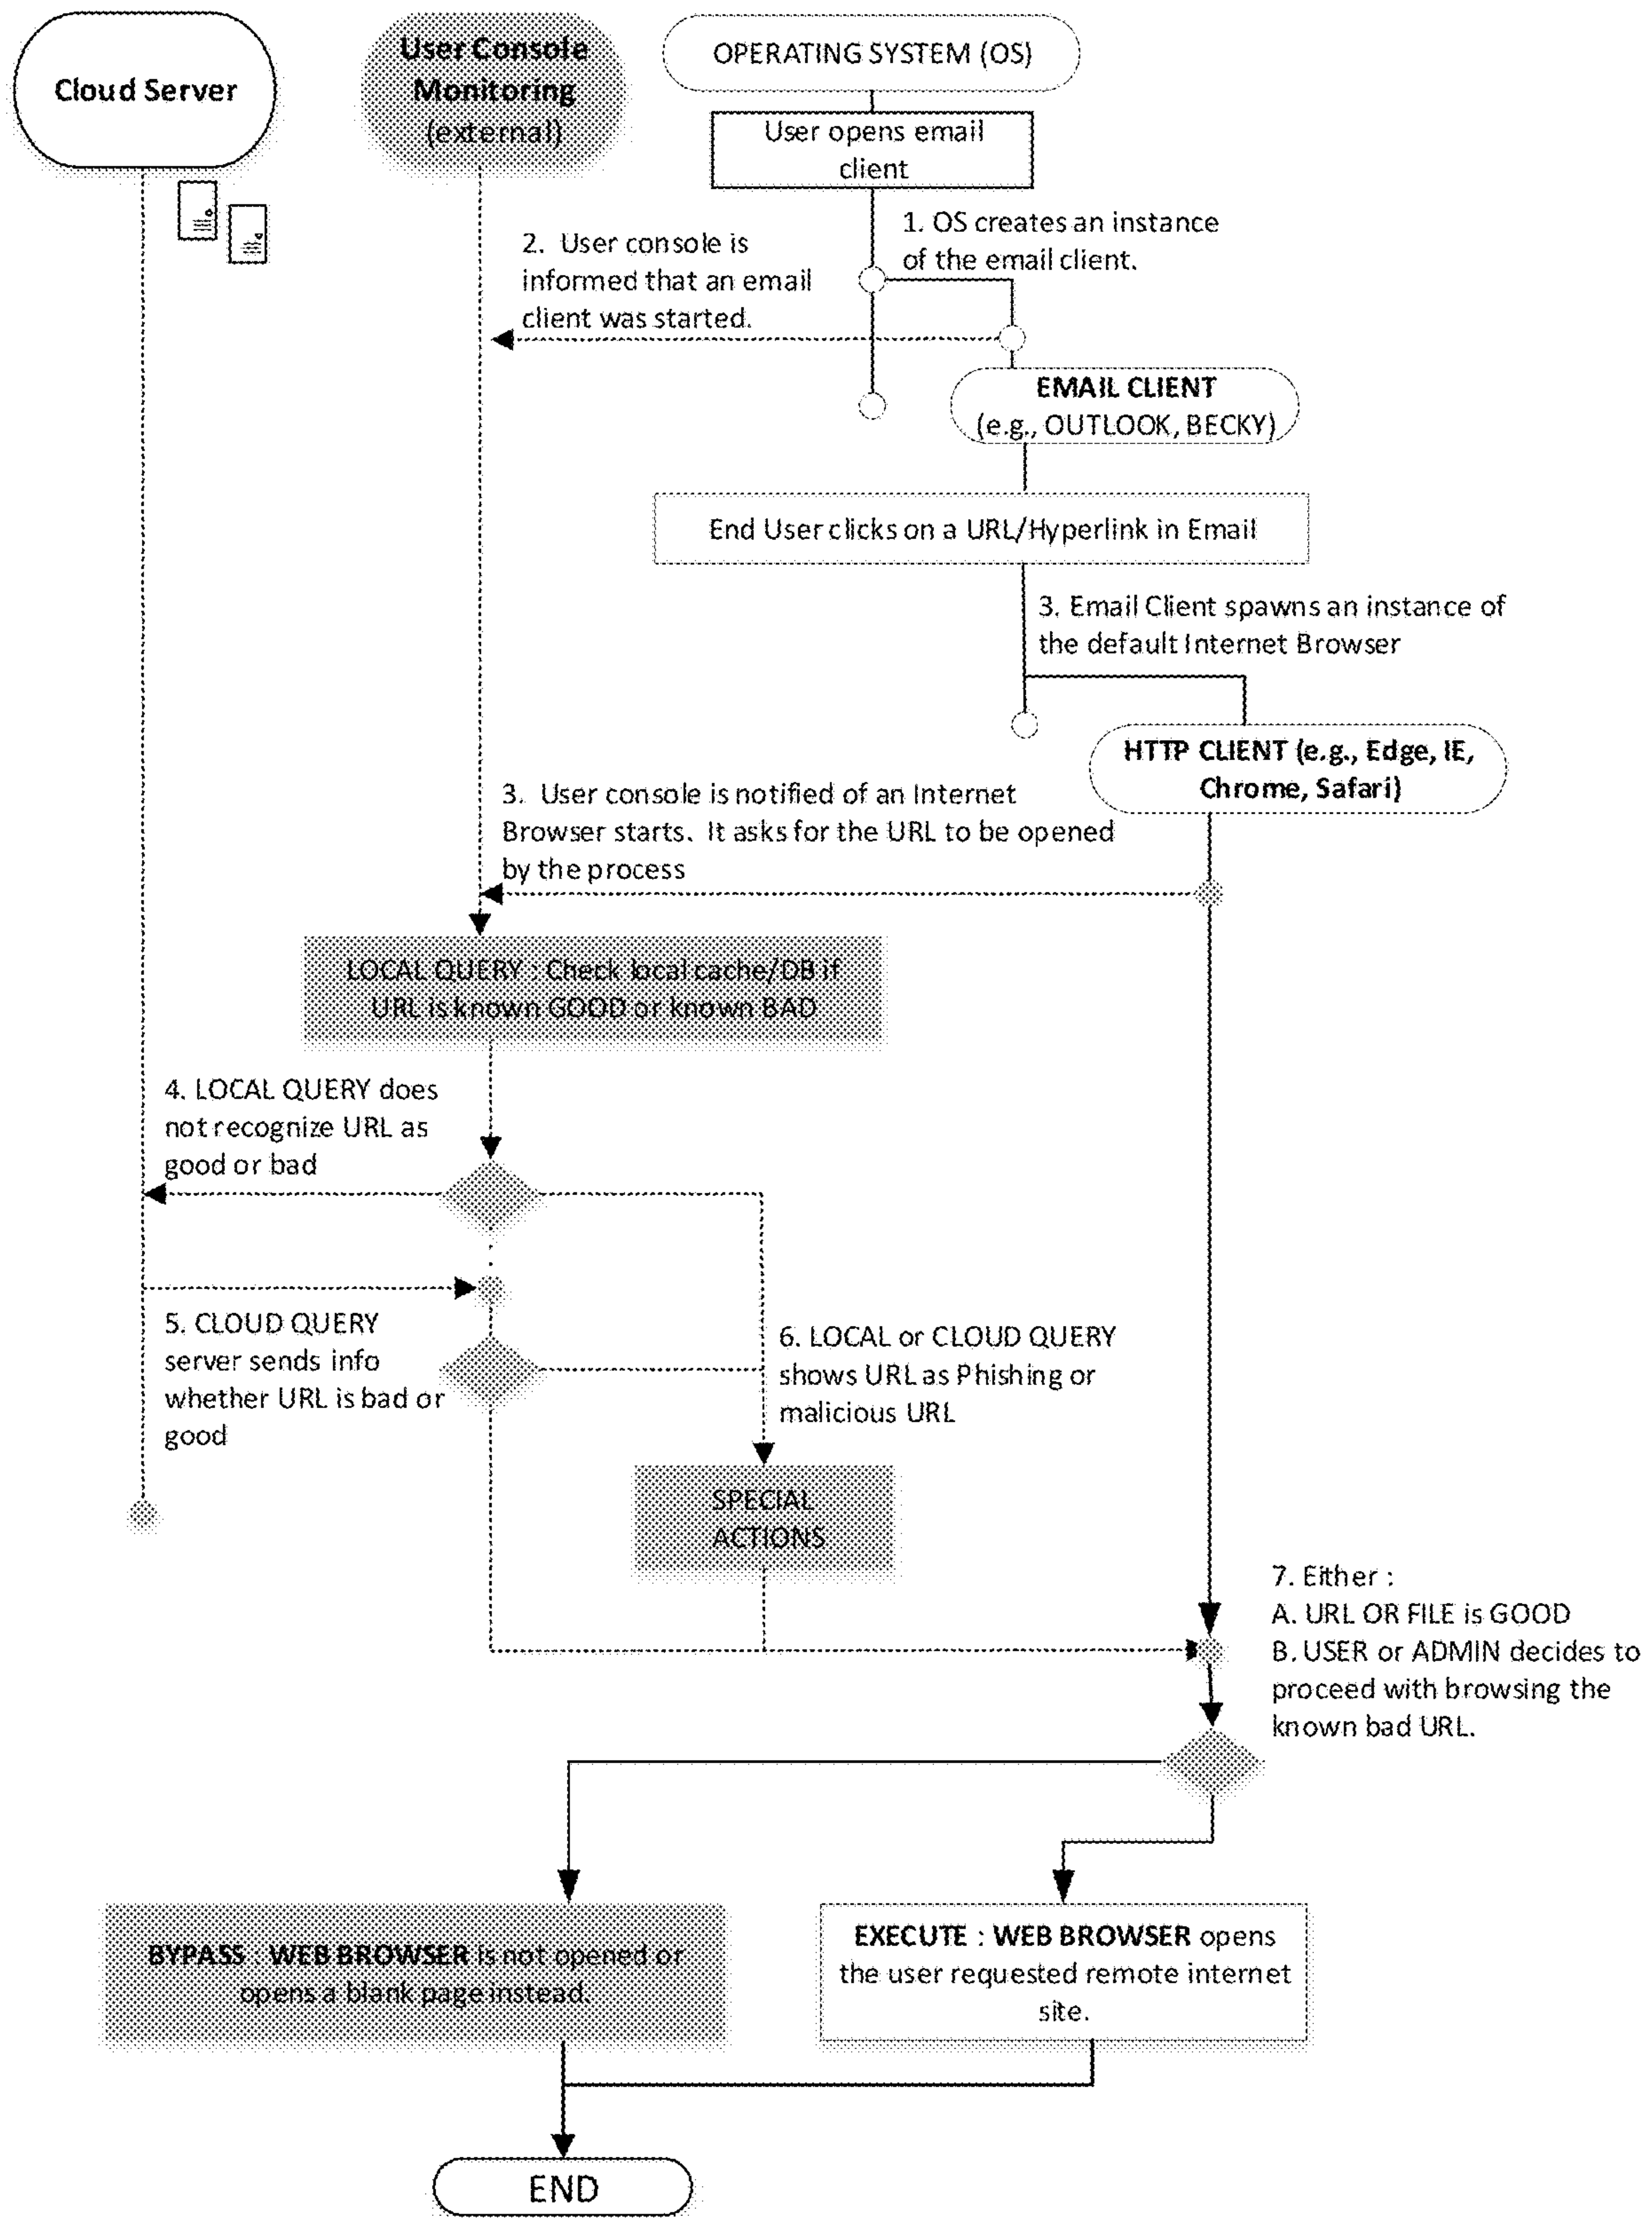 Cloud Server
User Console
Monitoring
(external)
OPERATING SYSTEM (OS)
User opens email
client
1. OS creates an instance
of the email client.
2. User console is
informed that an email
client was started.
EMAIL CLIENT
(e.g., OUTLOOK, BECKY)
End User clicks on a URL/Hyperlink in Email
3. Email Client spawns an instance of
the default Internet Browser
HTTP CLIENT (e.g., Edge, IE,
Chrome, Safari)
3. User console is notified of an Internet
Browser starts. It asks for the URL to be opened
by the process
LOCAL QUERY : Check local cache/DB if
URL is known GOOD or known BAD
4. LOCAL QUERY does
not recognize URL as
good or bad
5. CLOUD QUERY
server sends info
whether URL is bad or
good
6. LOCAL or CLOUD QUERY
shows URL as Phishing or
malicious URL
SPECIAL
ACTIONS
7. Either :
A. URL OR FILE is GOOD
B. USER or ADMIN decides to
proceed with browsing the
known bad URL.
BYPASS : WEB BROWSER is not opened or
opens a blank page instead.
EXECUTE : WEB BROWSER opens
the user requested remote internet
site.
END